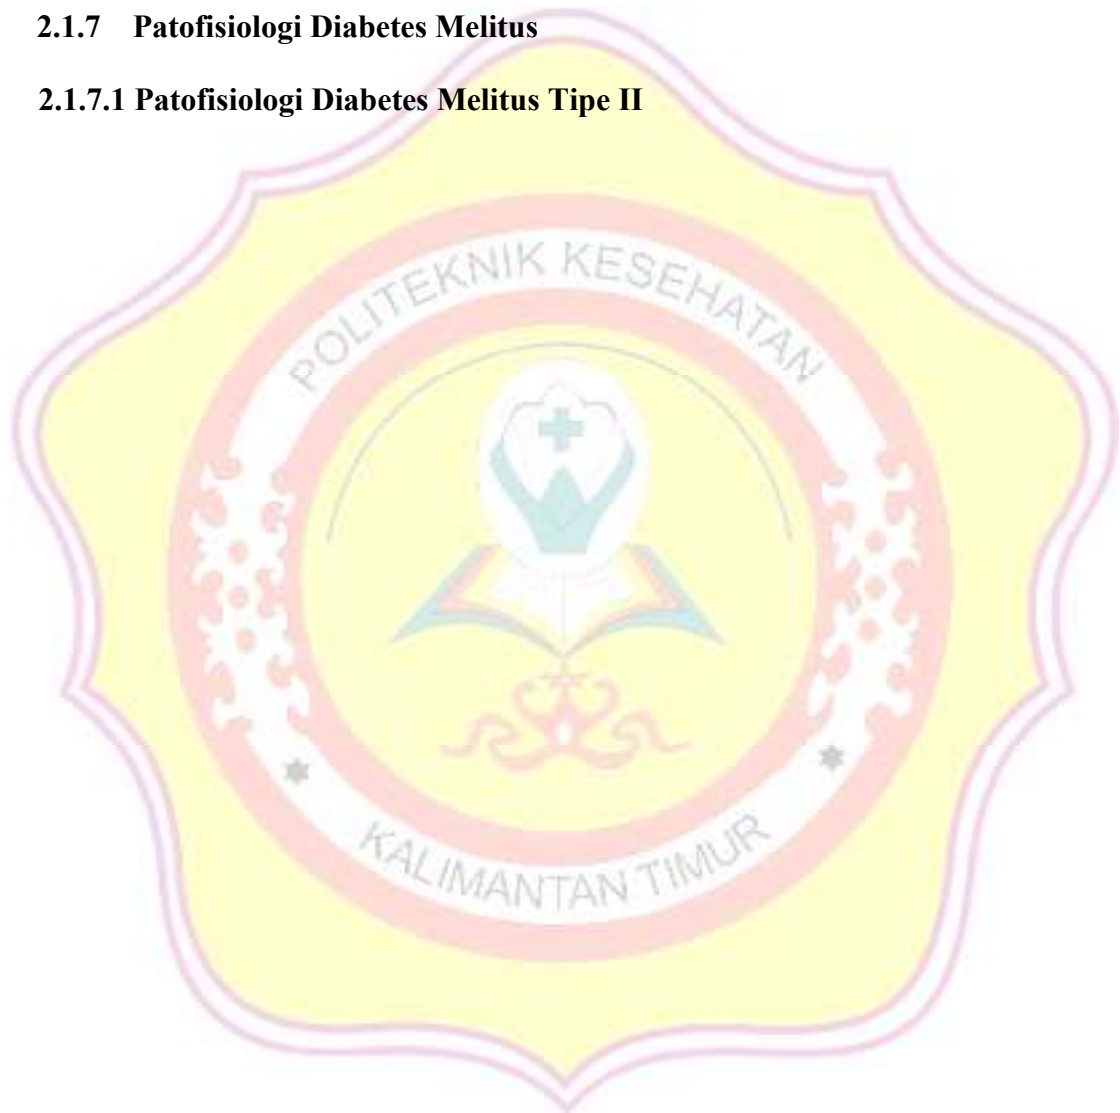 2.1.7 Patofisiologi Diabetes Melitus
2.1.7.1 Patofisiologi Diabetes Melitus Tipe II
POLITEKNIK KESEHATAN
KALIMANTAN TIMUR